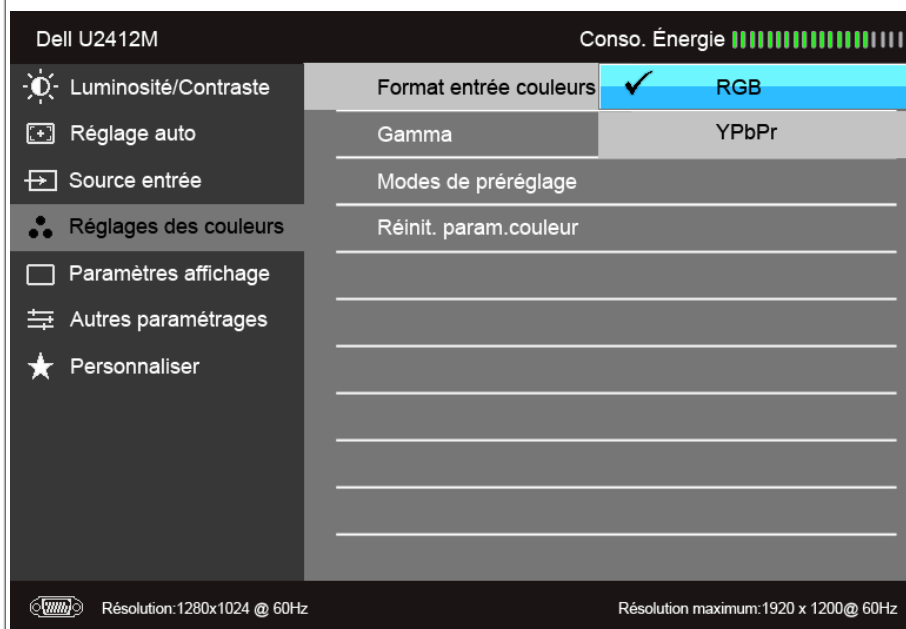 Dell U2412M
Conso. Énergie
Luminosité/Contraste
Format entrée couleurs
RGB
Réglage auto
Gamma
YPbPr
Source entrée
Modes de préréglage
Réglages des couleurs
Réinit. param.couleur
Paramètres affichage
Autres paramétrages
Personnaliser
Résolution:1280x1024 @ 60Hz
Résolution maximum:1920 x 1200@ 60Hz